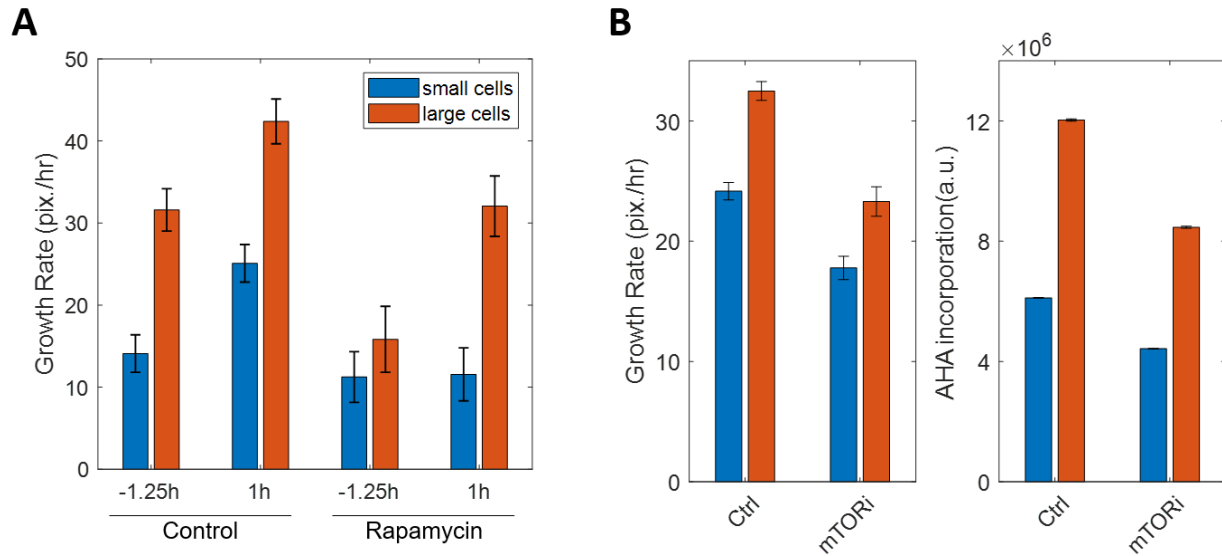 A
Growth Rate (pix./hr)
50
40
30
20
10
0
small cells
large cells
-1.25h 1h -1.25h 1h
Control Rapamycin
B
Growth Rate (pix./hr)
30
20
10
0
Ctrl mTORi
×10⁶
AHA incorporation(a.u.)
12
8
4
0
Ctrl mTORi